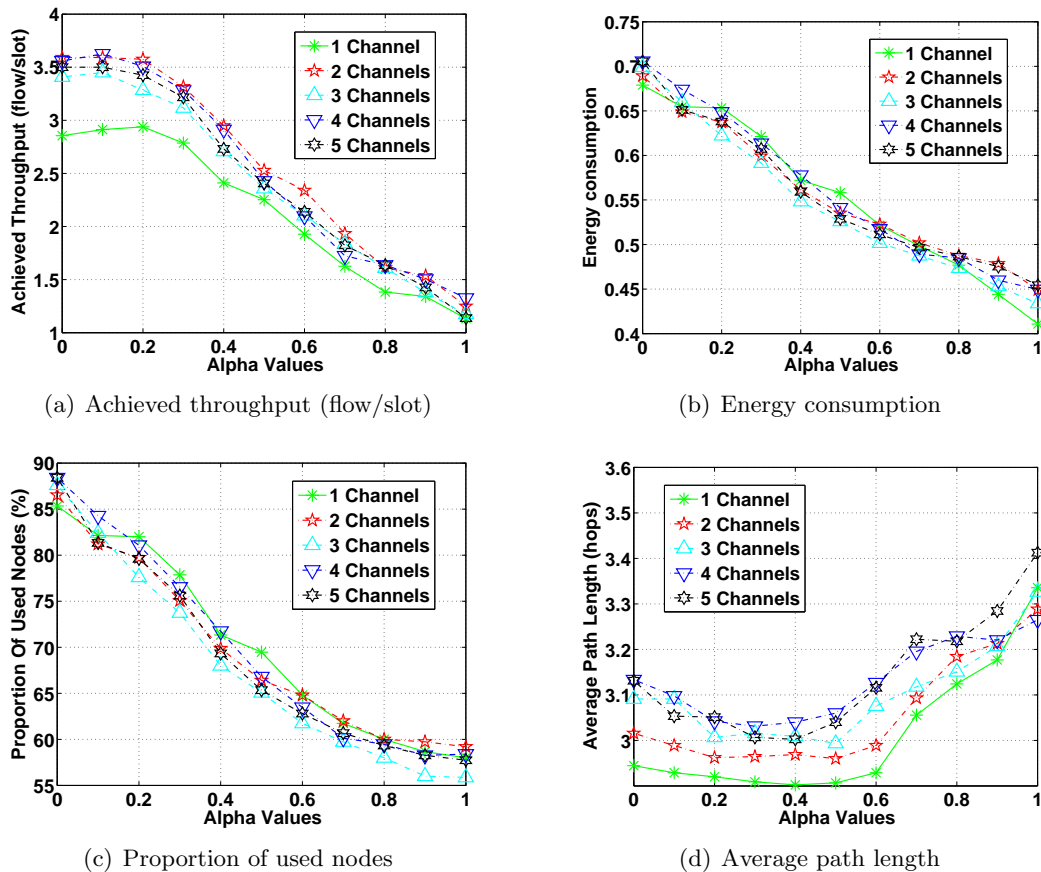 4
3.5
3
2.5
2
1.5
1
0
0.2
0.4
0.6
0.8
1
Alpha Values
Achieved Throughput (flow/slot)
1 Channel
2 Channels
3 Channels
4 Channels
5 Channels
(a) Achieved throughput (flow/slot)
0.75
0.7
0.65
0.6
0.55
0.5
0.45
0.4
0
0.2
0.4
0.6
0.8
1
Alpha Values
Energy consumption
1 Channel
2 Channels
3 Channels
4 Channels
5 Channels
(b) Energy consumption
90
85
80
75
70
65
60
55
0
0.2
0.4
0.6
0.8
1
Alpha Values
Proportion Of Used Nodes (%)
1 Channel
2 Channels
3 Channels
4 Channels
5 Channels
(c) Proportion of used nodes
3.6
3.5
3.4
3.3
3.2
3.1
3
0
0.2
0.4
0.6
0.8
1
Alpha Values
Average Path Length (hops)
1 Channel
2 Channels
3 Channels
4 Channels
5 Channels
(d) Average path length